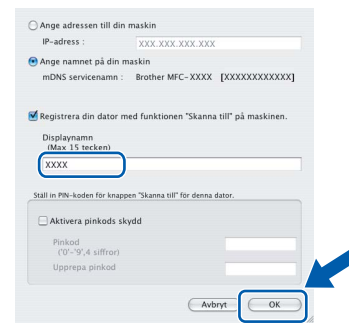 Ange adressen till din maskin
IP-adress : XXX.XXX.XXX.XXX
Ange namnet på din maskin
mDNS servicenamn : Brother MFC-XXXX [XXXXXXXXXXXX]
Registrera din dator med funktionen "Skanna till" på maskinen.
Displaynamn
(Max 15 tecken)
XXXX
Ställ in PIN-koden för knappen "Skanna till" för denna dator.
Aktivera pinkods skydd
Pinkod
('0'-'9',4 siffror)
Upprepa pinkod
Avbryt OK